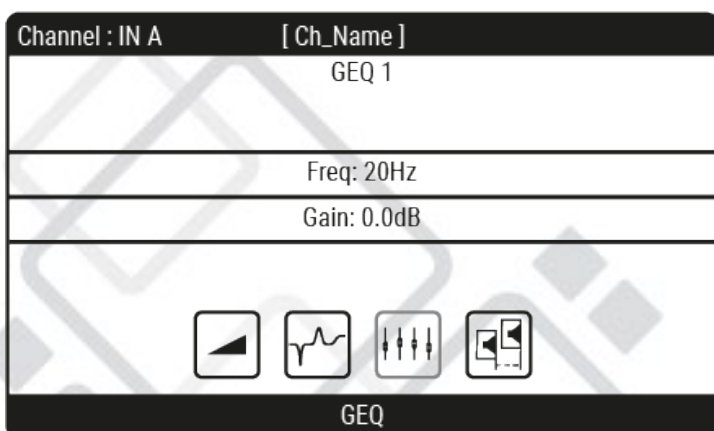 Channel : IN A [ Ch_Name ]
GEQ 1
Freq: 20Hz
Gain: 0.0dB
GEQ